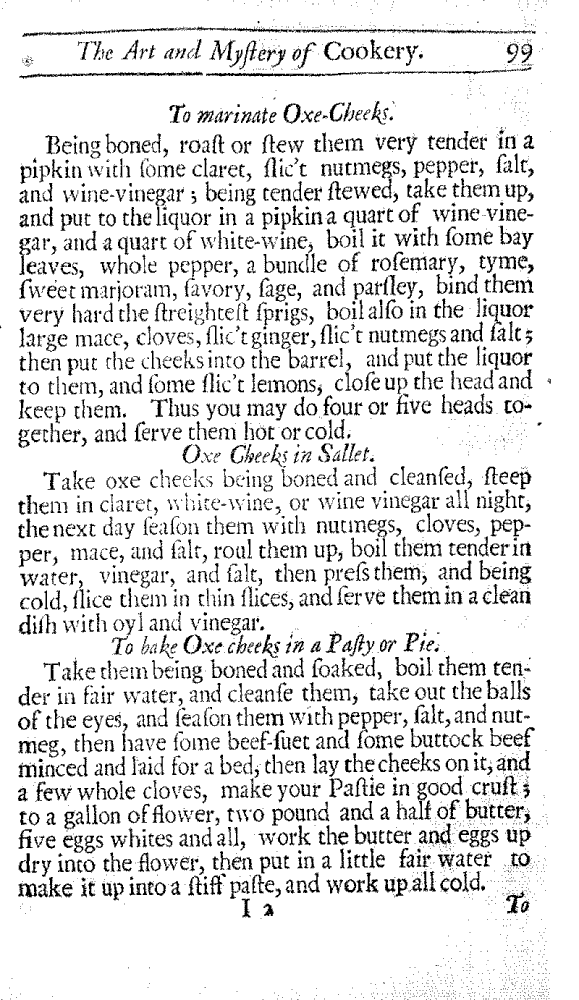 The Art and Myſtery of Cookery. 99
To marinate Oxe-Cheeks.
Being boned, roaſt or ſtew them very tender in a
pipkin with ſome claret, ſlic't nutmegs, pepper, ſalt,
and wine-vinegar ; being tender ſtewed, take them up,
and put to the liquor in a pipkin a quart of wine-vine-
gar, and a quart of white-wine, boil it with ſome bay
leaves, whole pepper, a bundle of roſemary, tyme,
ſweet marjoram, ſavory, ſage, and parſley, bind them
very hard the ſtreighteſt ſprigs, boil alſo in the liquor
large mace, cloves, ſlic't ginger, ſlic't nutmegs and ſalt ;
then put the cheeks into the barrel, and put the liquor
to them, and ſome ſlic't lemons, cloſe up the head and
keep them. Thus you may do four or five heads to-
gether, and ſerve them hot or cold.
Oxe Cheeks in Sallet.
Take oxe cheeks being boned and cleanſed, ſteep
them in claret, white-wine, or wine vinegar all night,
the next day ſeaſon them with nutmegs, cloves, pep-
per, mace, and ſalt, roul them up, boil them tender in
water, vinegar, and ſalt, then preſs them, and being
cold, ſlice them in thin ſlices, and ſerve them in a clean
diſh with oyl and vinegar.
To bake Oxe cheeks in a Paſty or Pie.
Take them being boned and ſoaked, boil them ten-
der in fair water, and cleanſe them, take out the balls
of the eyes, and ſeaſon them with pepper, ſalt, and nut-
meg, then have ſome beef-ſuet and ſome buttock beef
minced and laid for a bed, then lay the cheeks on it, and
a few whole cloves, make your Paſtie in good cruſt ;
to a gallon of flower, two pound and a half of butter,
five eggs whites and all, work the butter and eggs up
dry into the flower, then put in a little fair water to
make it up into a ſtiff paſte, and work up all cold.
I 2 To